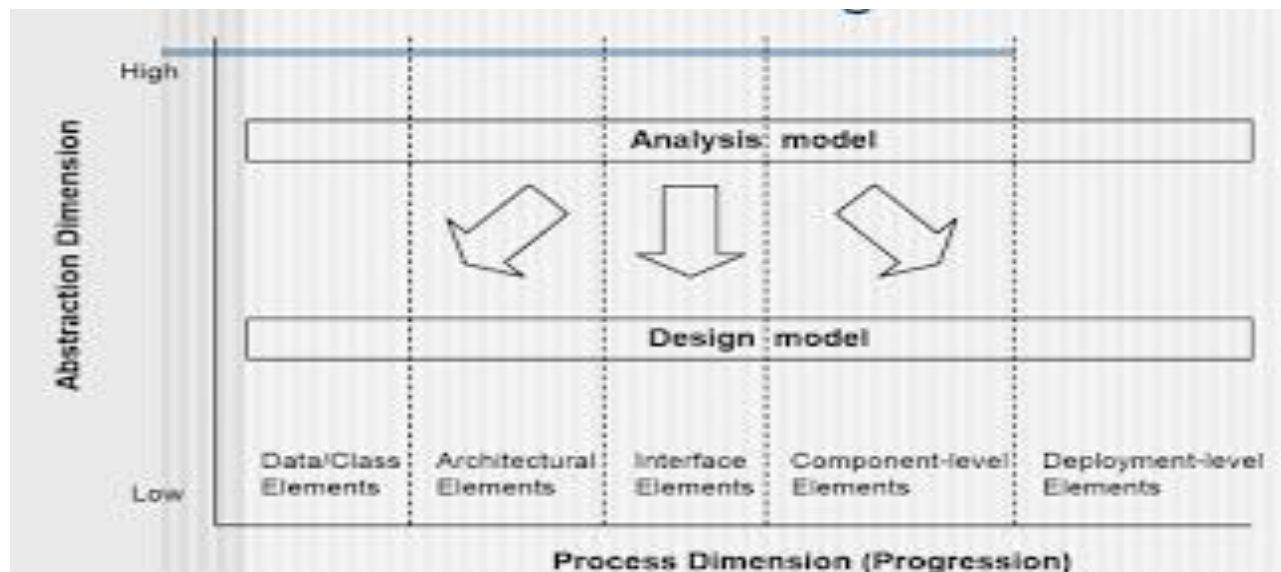 High
Abstraction Dimension
Analysis model
Design model
Data/Class
Elements
Architectural
Elements
Interface
Elements
Component-level
Elements
Deployment-level
Elements
Low
Process Dimension (Progression)